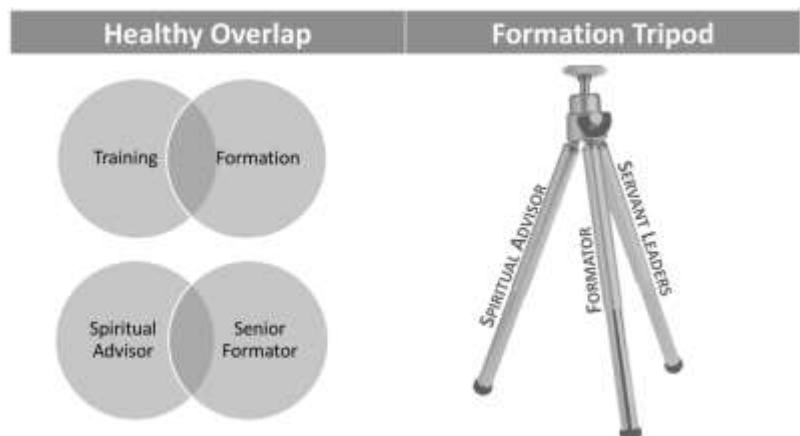 Healthy Overlap
Formation Tripod
Training
Formation
Spiritual
Advisor
Senior
Formator
SPIRITUAL ADVISOR
FORMATOR
SERVANT LEADERS